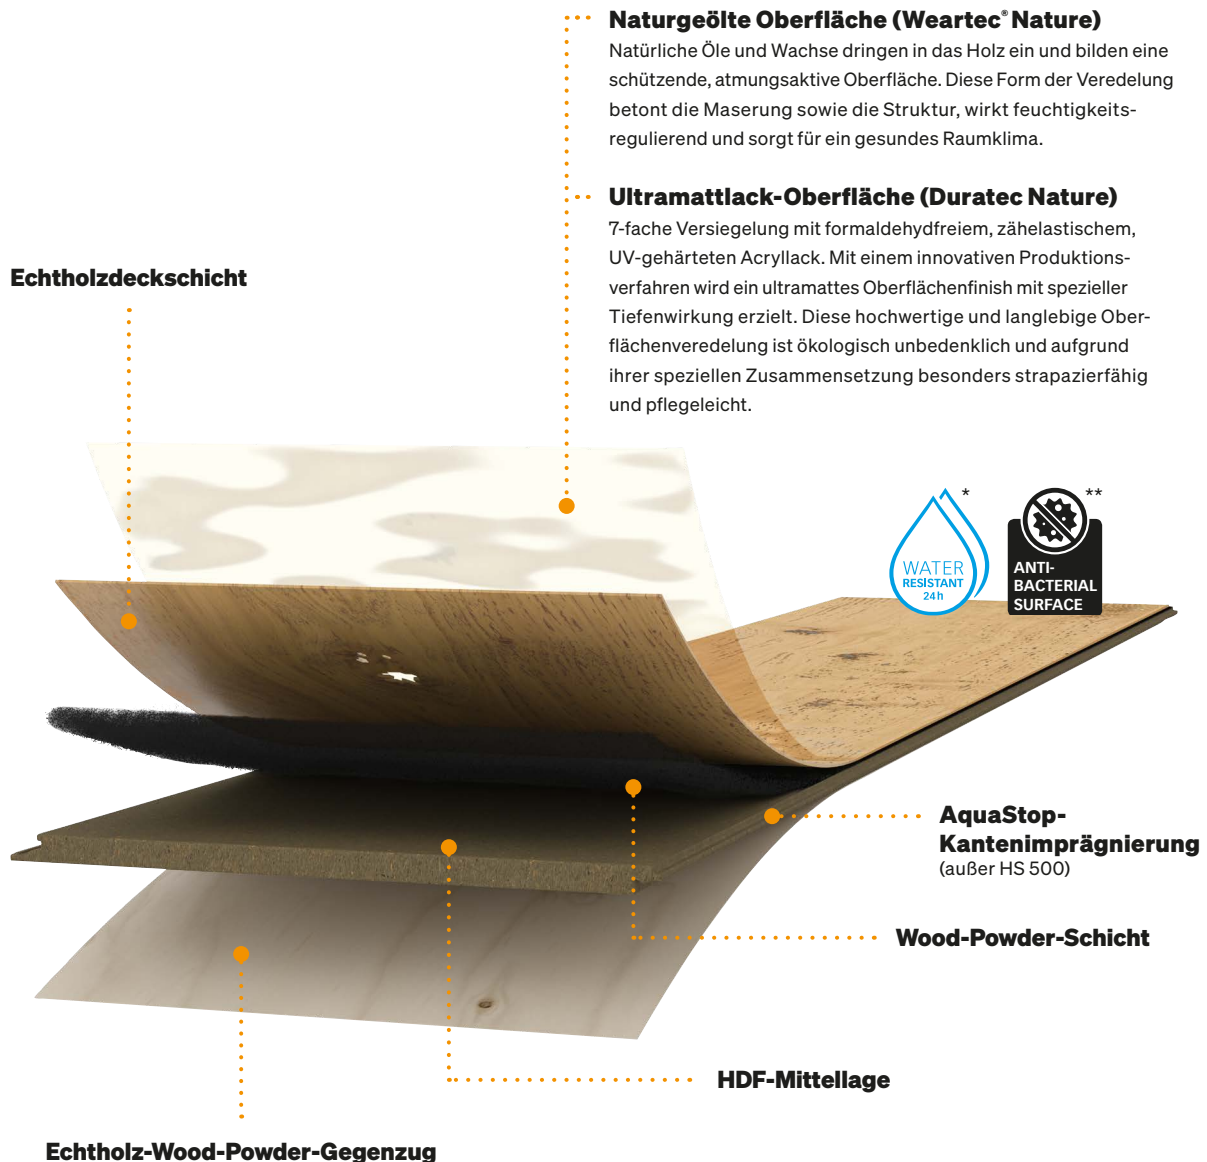 Naturgeölte Oberfläche (Weartec® Nature)
Natürliche Öle und Wachse dringen in das Holz ein und bilden eine
schützende, atmungsaktive Oberfläche. Diese Form der Veredelung
betont die Maserung sowie die Struktur, wirkt feuchtigkeits-
regulierend und sorgt für ein gesundes Raumklima.
Ultramattlack-Oberfläche (Duratec Nature)
7-fache Versiegelung mit formaldehydfreiem, zähelastischem,
UV-gehärteten Acryllack. Mit einem innovativen Produktions-
verfahren wird ein ultramattes Oberflächenfinish mit spezieller
Tiefenwirkung erzielt. Diese hochwertige und langlebige Ober-
flächenveredelung ist ökologisch unbedenklich und aufgrund
ihrer speziellen Zusammensetzung besonders strapazierfähig
und pflegeleicht.
Echtholzdeckschicht
*
WATER
RESISTANT
24h
**
ANTI-
BACTERIAL
SURFACE
AquaStop-
Kantenimprägnierung
(außer HS 500)
Wood-Powder-Schicht
HDF-Mittellage
Echtholz-Wood-Powder-Gegenzug